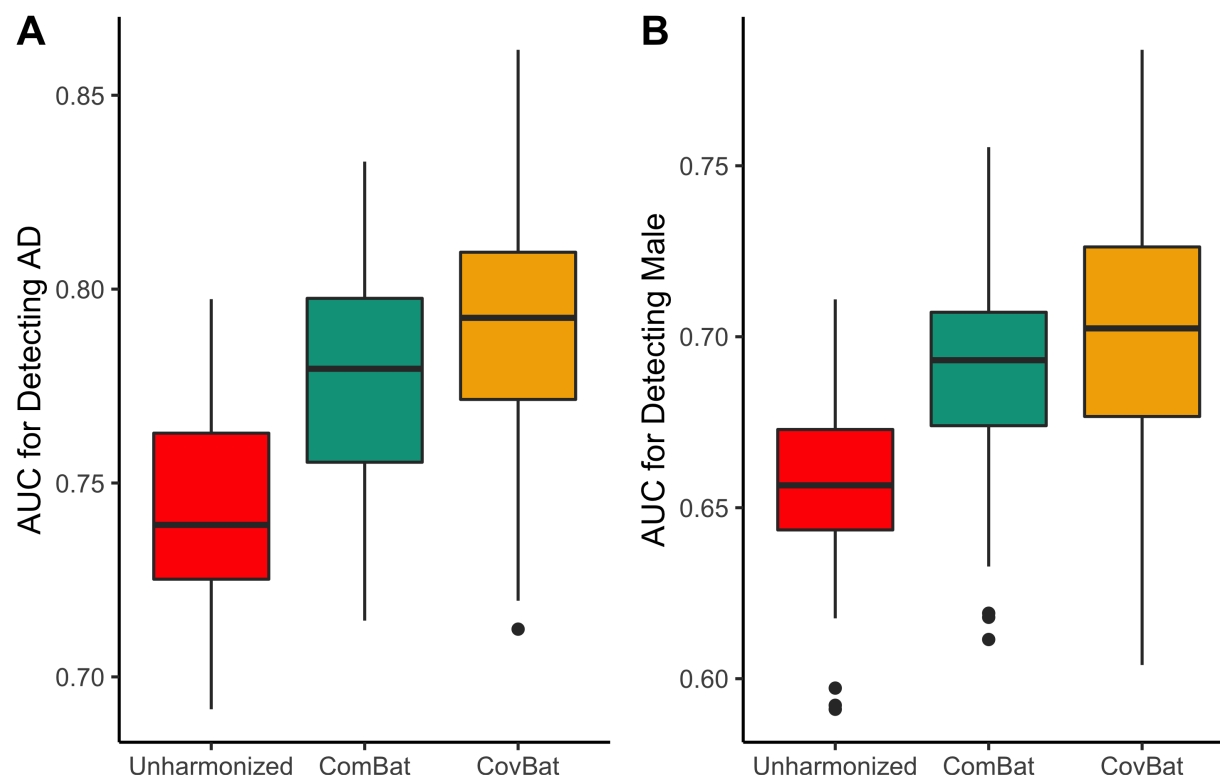 A
AUC for Detecting AD
0.85
0.80
0.75
0.70
Unharmonized ComBat CovBat
B
AUC for Detecting Male
0.75
0.70
0.65
0.60
Unharmonized ComBat CovBat